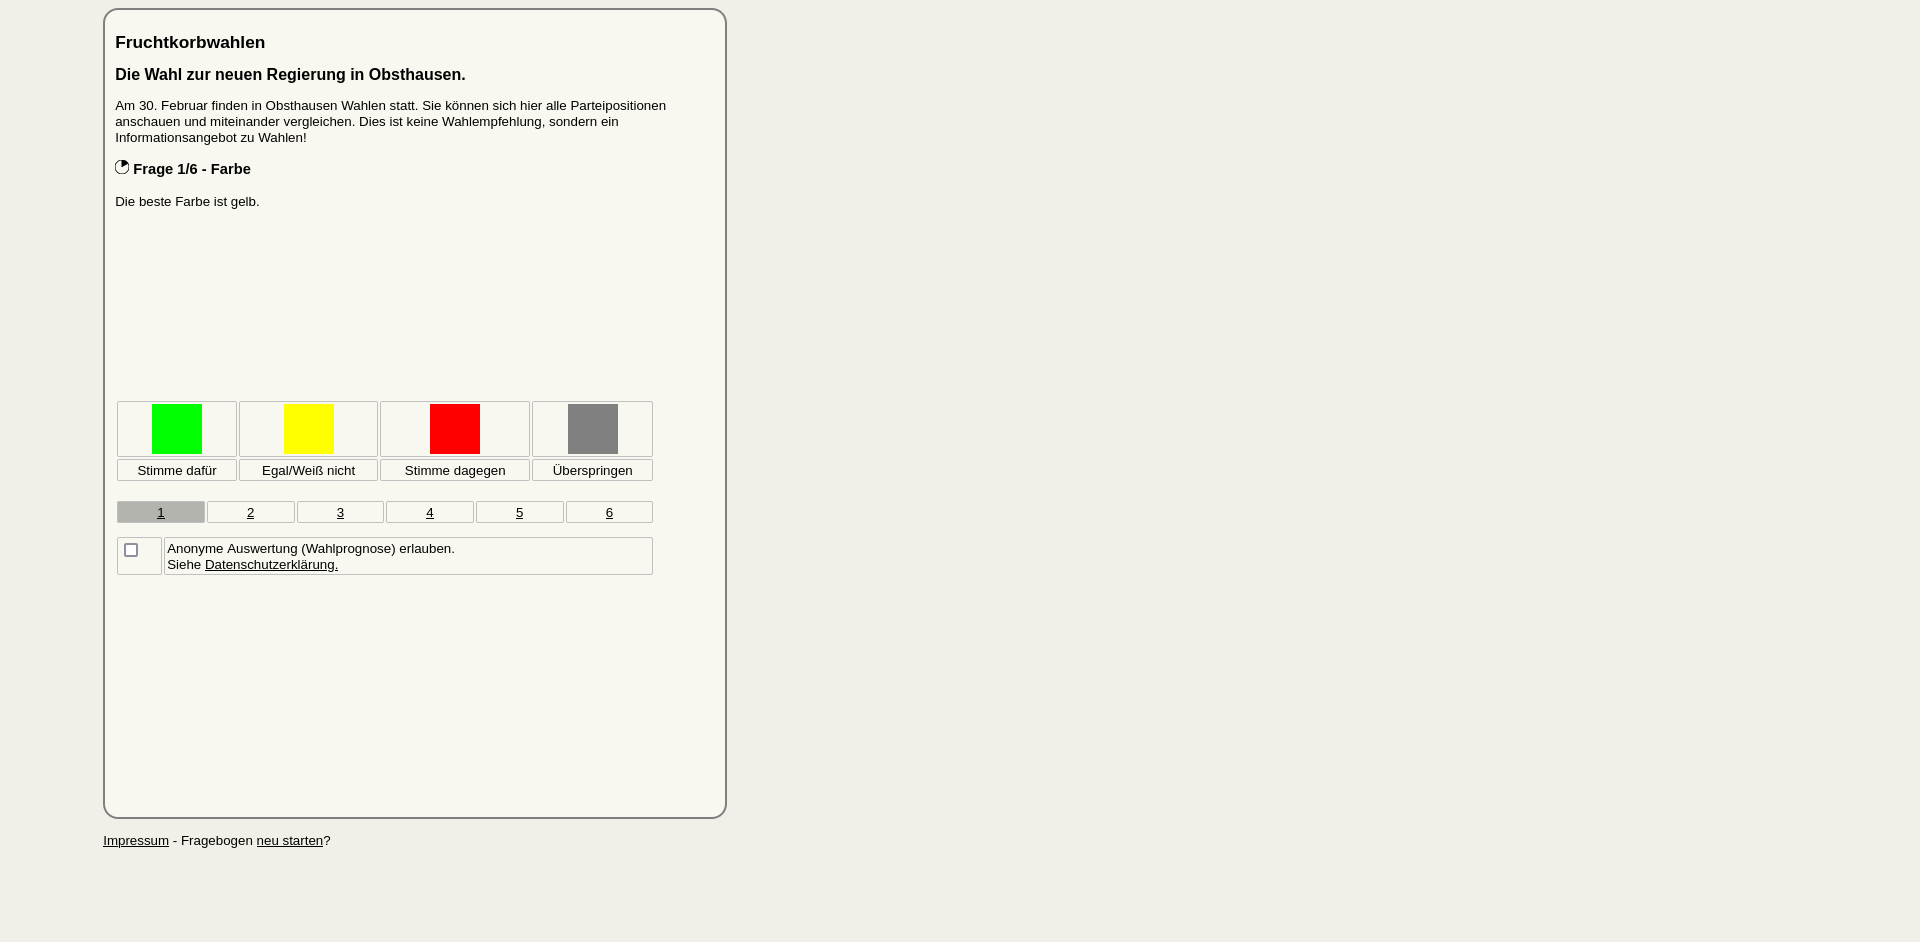 Fruchtkorbwahlen
Die Wahl zur neuen Regierung in Obsthausen.
Am 30. Februar finden in Obsthausen Wahlen statt. Sie können sich hier alle Parteipositionen
anschauen und miteinander vergleichen. Dies ist keine Wahlempfehlung, sondern ein
Informationsangebot zu Wahlen!
Frage 1/6 - Farbe
Die beste Farbe ist gelb.
Stimme dafür Egal/Weiß nicht Stimme dagegen Überspringen
1 2 3 4 5 6
Anonyme Auswertung (Wahlprognose) erlauben.
Siehe Datenschutzerklärung.
Impressum - Fragebogen neu starten?